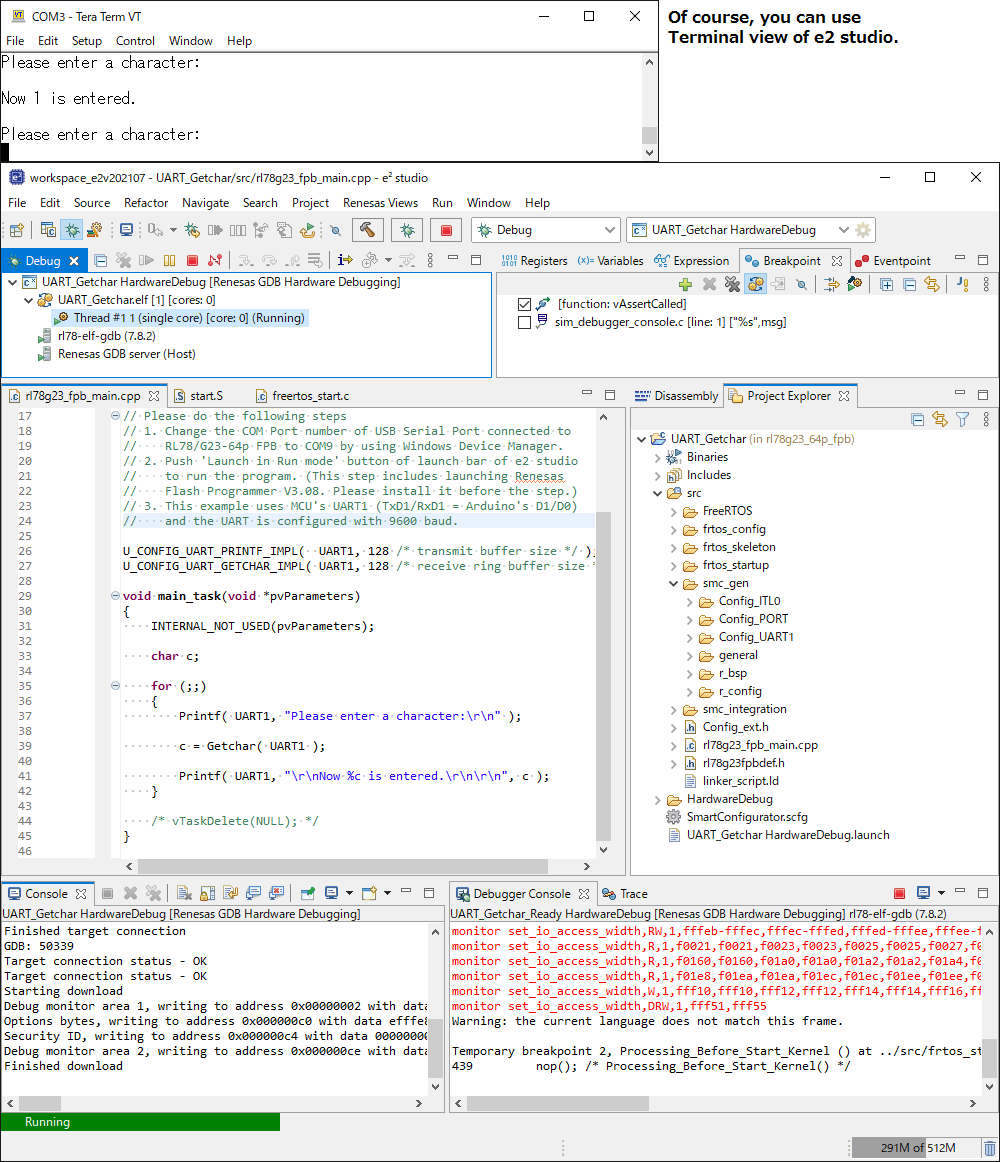 COM3 - Tera Term VT
File Edit Setup Control Window Help
Please enter a character:
Now 1 is entered.
Please enter a character:
Of course, you can use
Terminal view of e2 studio.
workspace_e2v202107 - UART_Getchar/src/rl78g23_fpb_main.cpp - e² studio
File Edit Source Refactor Navigate Search Project Renesas Views Run Window Help
Debug
UART_Getchar HardwareDebug
Debug
UART_Getchar HardwareDebug [Renesas GDB Hardware Debugging]
UART_Getchar.elf [1] [cores: 0]
Thread #1 1 (single core) [core: 0] (Running)
rl78-elf-gdb (7.8.2)
Renesas GDB server (Host)
Registers Variables Expression Breakpoint Eventpoint
[function: vAssertCalled]
sim_debugger_console.c [line: 1] ["%s",msg]
rl78g23_fpb_main.cpp start.S freertos_start.c
17 // Please do the following steps
18 // 1. Change the COM Port number of USB Serial Port connected to
19 // RL78/G23-64p FPB to COM9 by using Windows Device Manager.
20 // 2. Push 'Launch in Run mode' button of launch bar of e2 studio
21 // to run the program. (This step includes launching Renesas
22 // Flash Programmer V3.08. Please install it before the step.)
23 // 3. This example uses MCU's UART1 (TxD1/RxD1 = Arduino's D1/D0)
24 // and the UART is configured with 9600 baud.
25
26 U_CONFIG_UART_PRINTF_IMPL( UART1, 128 /* transmit buffer size */ );
27 U_CONFIG_UART_GETCHAR_IMPL( UART1, 128 /* receive ring buffer size *
28
29 void main_task(void *pvParameters)
30 {
31 INTERNAL_NOT_USED(pvParameters);
32
33 char c;
34
35 for (;;)
36 {
37 Printf( UART1, "Please enter a character:\r\n" );
38
39 c = Getchar( UART1 );
40
41 Printf( UART1, "\r\nNow %c is entered.\r\n\r\n", c );
42 }
43
44 /* vTaskDelete(NULL); */
45 }
46
Disassembly Project Explorer
UART_Getchar (in rl78g23_64p_fpb)
Binaries
Includes
src
FreeRTOS
frtos_config
frtos_skeleton
frtos_startup
smc_gen
Config_ITL0
Config_PORT
Config_UART1
general
r_bsp
r_config
smc_integration
Config_ext.h
rl78g23_fpb_main.cpp
rl78g23fpbdef.h
linker_script.ld
HardwareDebug
SmartConfigurator.scfg
UART_Getchar HardwareDebug.launch
Console
UART_Getchar HardwareDebug [Renesas GDB Hardware Debugging]
Finished target connection
GDB: 50339
Target connection status - OK
Target connection status - OK
Starting download
Debug monitor area 1, writing to address 0x00000002 with data
Options bytes, writing to address 0x000000c0 with data efffe8
Security ID, writing to address 0x000000c4 with data 00000000
Debug monitor area 2, writing to address 0x000000ce with data
Finished download
Debugger Console Trace
UART_Getchar_Ready HardwareDebug [Renesas GDB Hardware Debugging] rl78-elf-gdb (7.8.2)
monitor set_io_access_width,RW,1,fffeb-fffec,fffec-fffed,fffed-fffee,fffee-f
monitor set_io_access_width,R,1,f0021,f0021,f0023,f0023,f0025,f0025,f0027,f0
monitor set_io_access_width,R,1,f0160,f0160,f01a0,f01a0,f01a2,f01a2,f01a4,f0
monitor set_io_access_width,R,1,f01e8,f01ea,f01ea,f01ec,f01ec,f01ee,f01ee,f0
monitor set_io_access_width,W,1,fff10,fff10,fff12,fff12,fff14,fff14,fff16,ff
monitor set_io_access_width,DRW,1,fff51,fff55
Warning: the current language does not match this frame.
Temporary breakpoint 2, Processing_Before_Start_Kernel () at ../src/frtos_st
439 nop(); /* Processing_Before_Start_Kernel() */
Running
291M of 512M